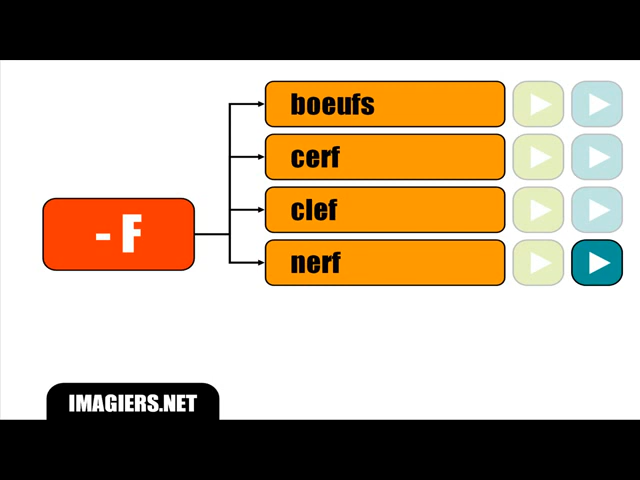 boeufs
cerf
clef
- F
nerf
IMAGIERS.NET